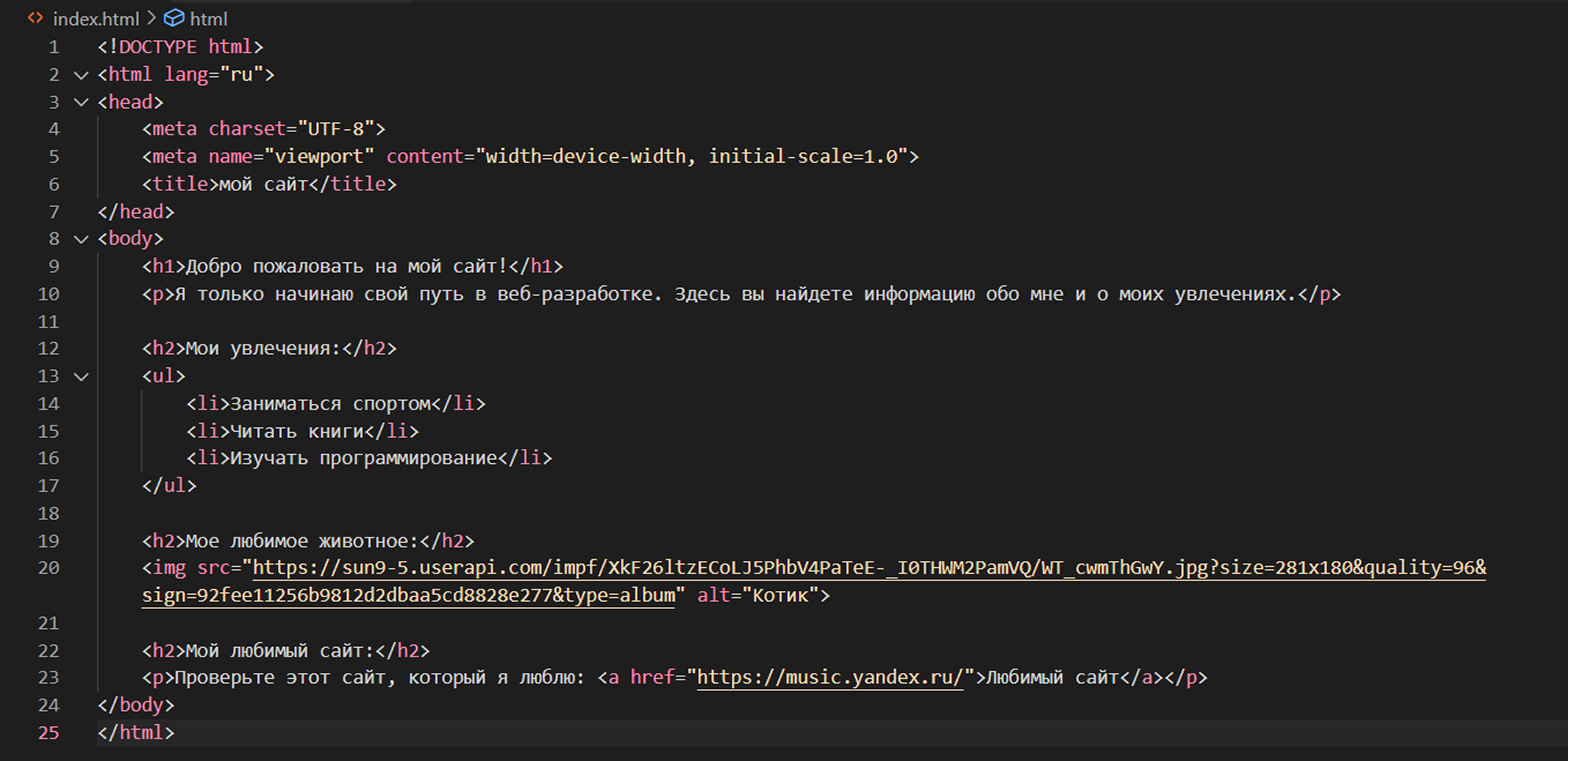 index.html > html
1 <!DOCTYPE html>
2 <html lang="ru">
3 <head>
4 <meta charset="UTF-8">
5 <meta name="viewport" content="width=device-width, initial-scale=1.0">
6 <title>мой сайт</title>
7 </head>
8 <body>
9 <h1>Добро пожаловать на мой сайт!</h1>
10 <p>Я только начинаю свой путь в веб-разработке. Здесь вы найдете информацию обо мне и о моих увлечениях.</p>
11
12 <h2>Мои увлечения:</h2>
13 <ul>
14 <li>Заниматься спортом</li>
15 <li>Читать книги</li>
16 <li>Изучать программирование</li>
17 </ul>
18
19 <h2>Мое любимое животное:</h2>
20 <img src="https://sun9-5.userapi.com/impf/XkF26ltzECoLJ5PhbV4PaTeE-_I0THWM2PamVQ/WT_cwmThGwY.jpg?size=281x180&quality=96&
sign=92fee11256b9812d2dbaa5cd8828e277&type=album" alt="Котик">
21
22 <h2>Мой любимый сайт:</h2>
23 <p>Проверьте этот сайт, который я люблю: <a href="https://music.yandex.ru/">Любимый сайт</a></p>
24 </body>
25 </html>